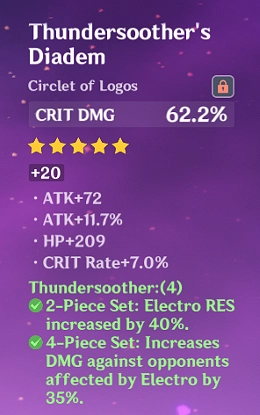 Thundersoother's
Diadem
Circlet of Logos
CRIT DMG 62.2%
+20
· ATK+72
· ATK+11.7%
· HP+209
· CRIT Rate+7.0%
Thundersoother:(4)
2-Piece Set: Electro RES
increased by 40%.
4-Piece Set: Increases
DMG against opponents
affected by Electro by
35%.